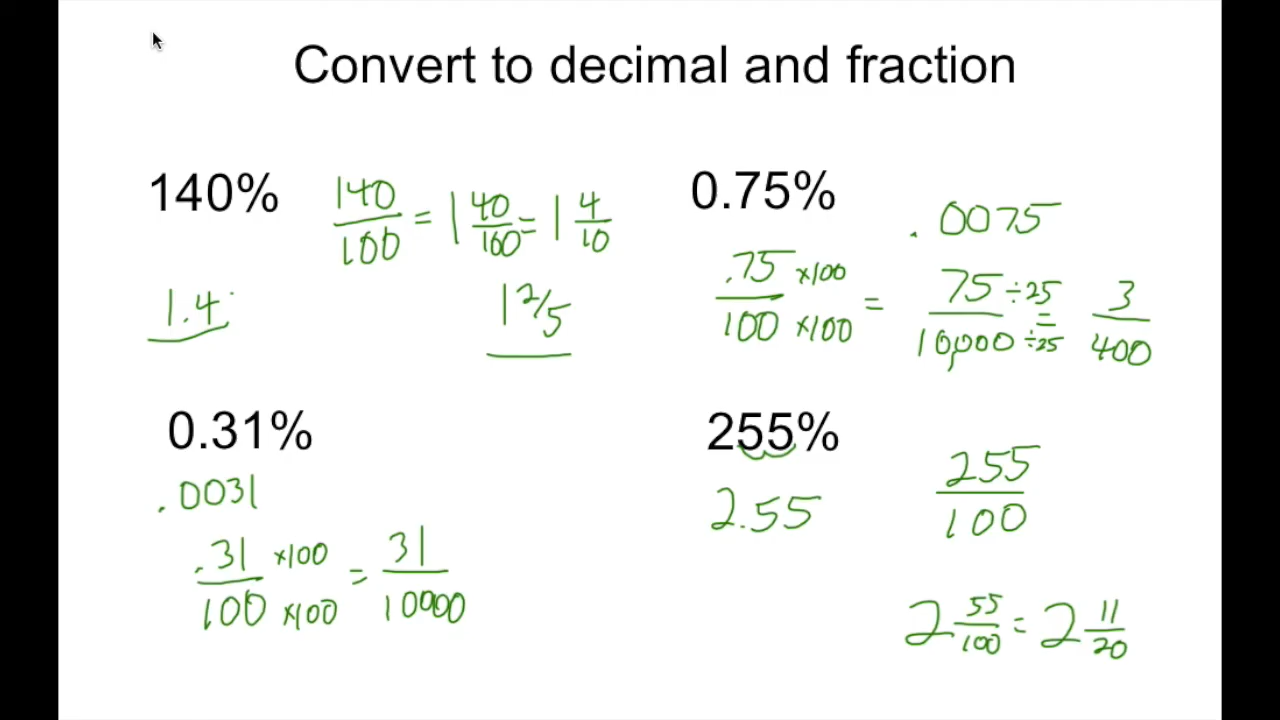 Convert to decimal and fraction
140%
140/100 = 1 40/100 = 1 4/10
1.4
1 2/5
0.75%
.0075
.75/100 ×100/×100 = 75/10,000 ÷25/÷25 = 3/400
0.31%
.0031
.31/100 ×100/×100 = 31/10000
255%
2.55
255/100
2 55/100 = 2 11/20